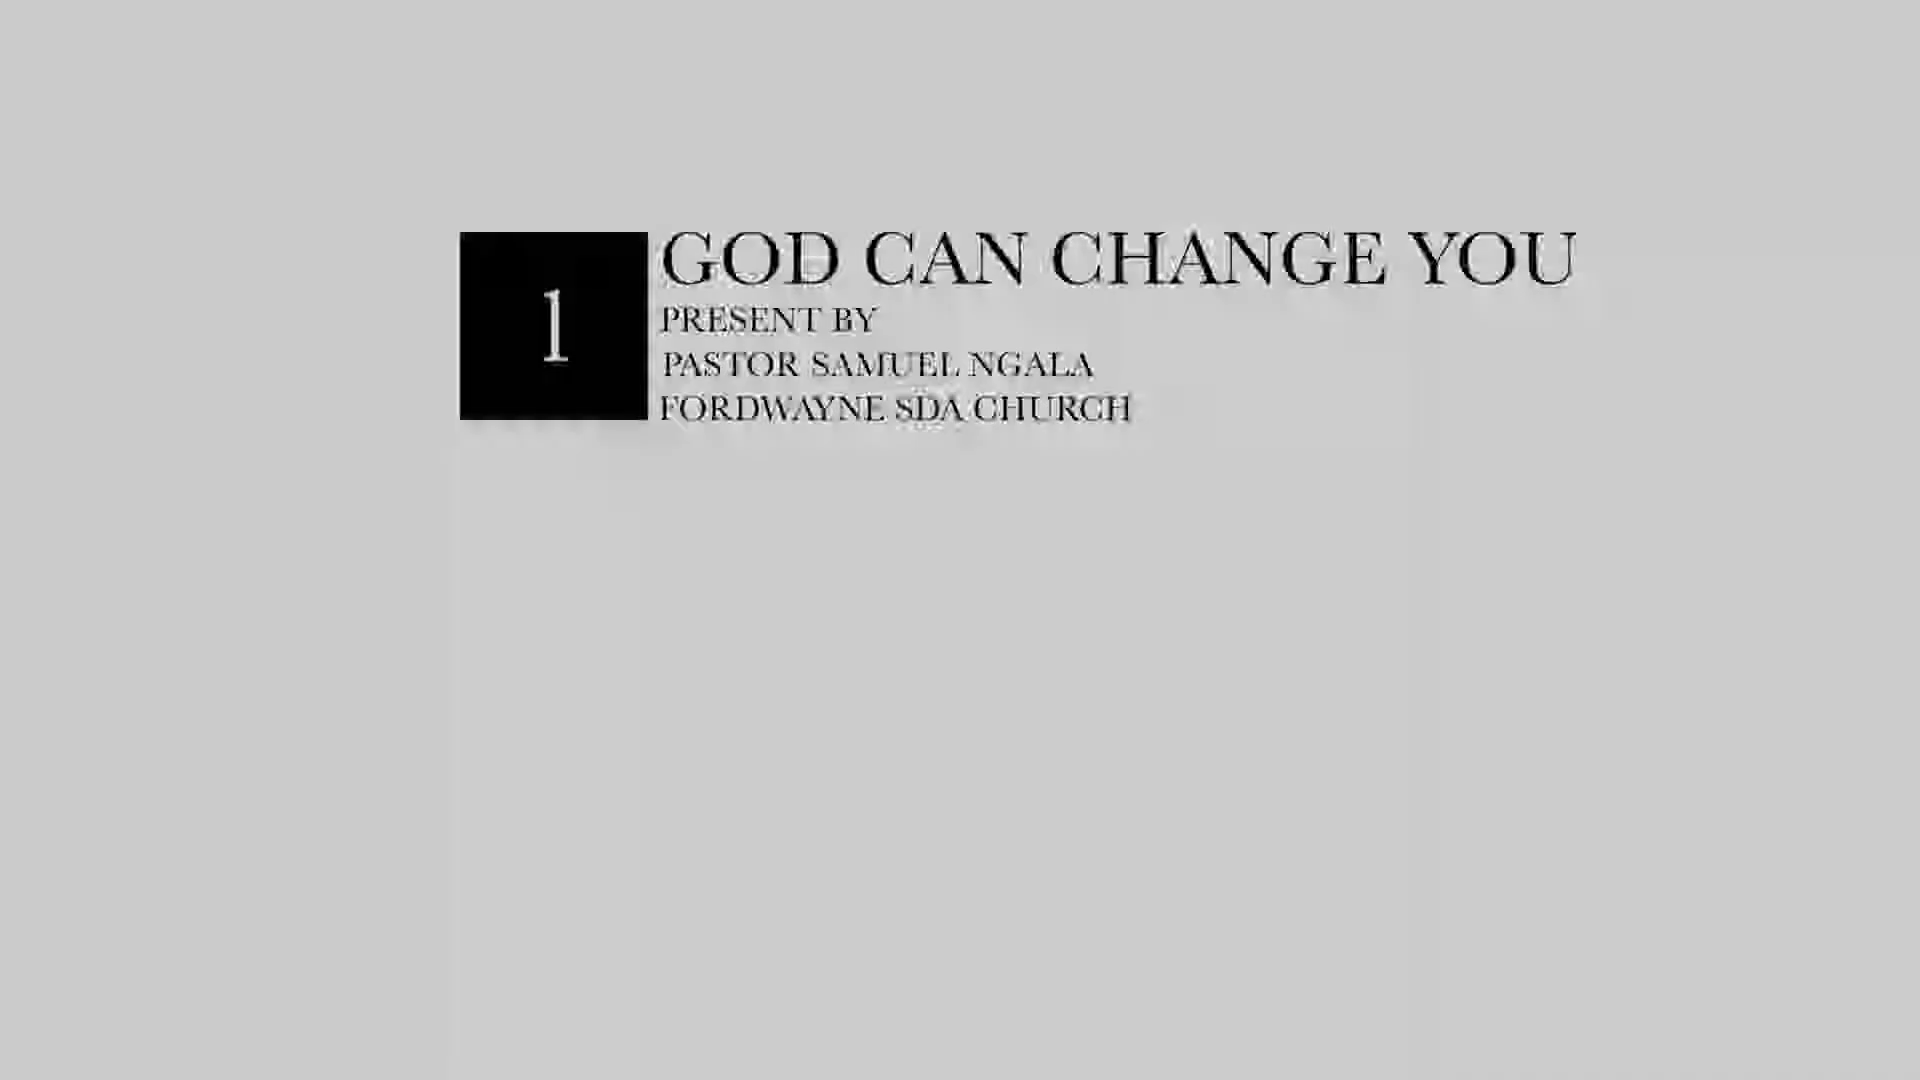 1
GOD CAN CHANGE YOU
PRESENT BY
PASTOR SAMUEL NGALA
FORDWAYNE SDA CHURCH